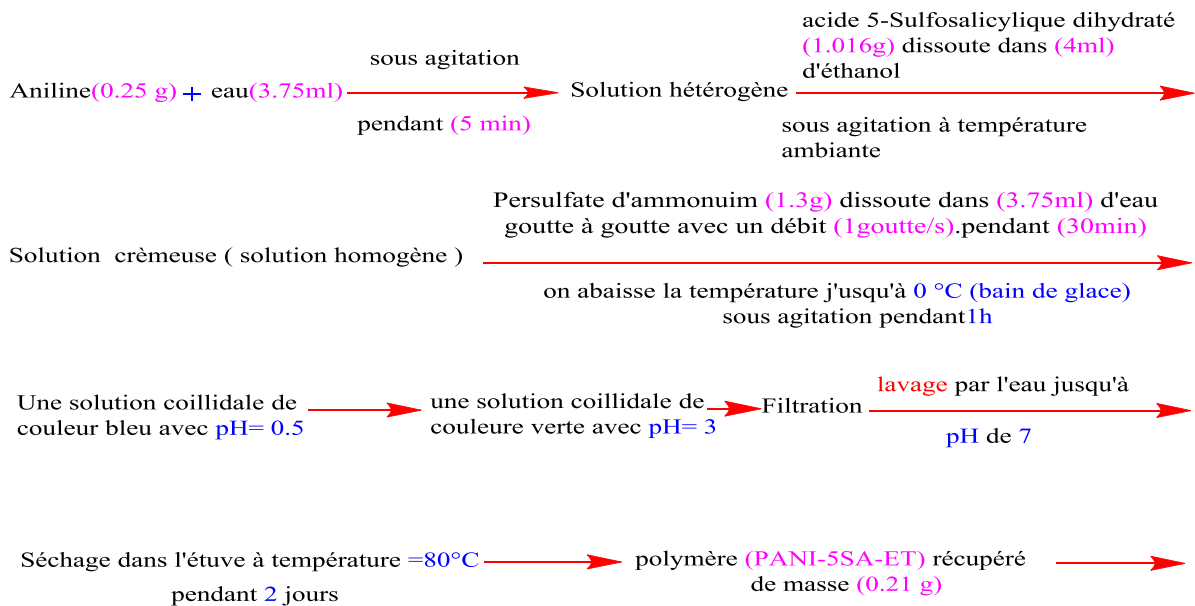 acide 5-Sulfosalicylique dihydraté
(1.016g) dissoute dans (4ml)
d'éthanol
sous agitation
Aniline(0.25 g) + eau(3.75ml)
Solution hétérogène
pendant (5 min)
sous agitation à température
ambiante
Persulfate d'ammonuim (1.3g) dissoute dans (3.75ml) d'eau
goutte à goutte avec un débit (1goutte/s).pendant (30min)
Solution crèmeuse ( solution homogène )
on abaisse la température j'usqu'à 0 °C (bain de glace)
sous agitation pendant1h
Une solution coillidale de
couleur bleu avec pH= 0.5
une solution coillidale de
couleure verte avec pH= 3
Filtration
lavage par l'eau jusqu'à
pH de 7
Séchage dans l'étuve à température =80°C
pendant 2 jours
polymère (PANI-5SA-ET) récupéré
de masse (0.21 g)